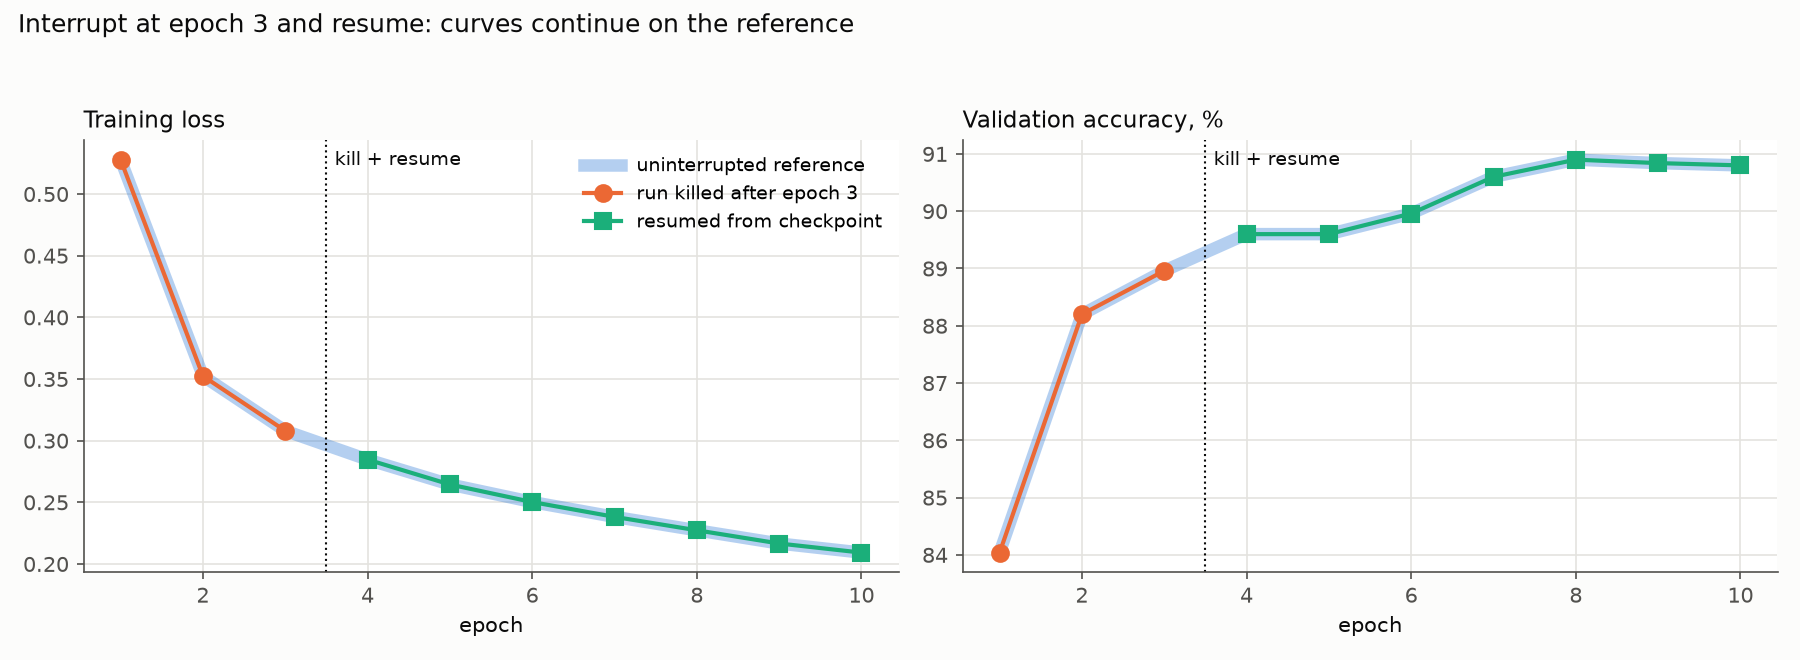 Interrupt at epoch 3 and resume: curves continue on the reference
Training loss
kill + resume
uninterrupted reference
run killed after epoch 3
resumed from checkpoint
0.50
0.45
0.40
0.35
0.30
0.25
0.20
2 4 6 8 10
epoch
Validation accuracy, %
kill + resume
91
90
89
88
87
86
85
84
2 4 6 8 10
epoch